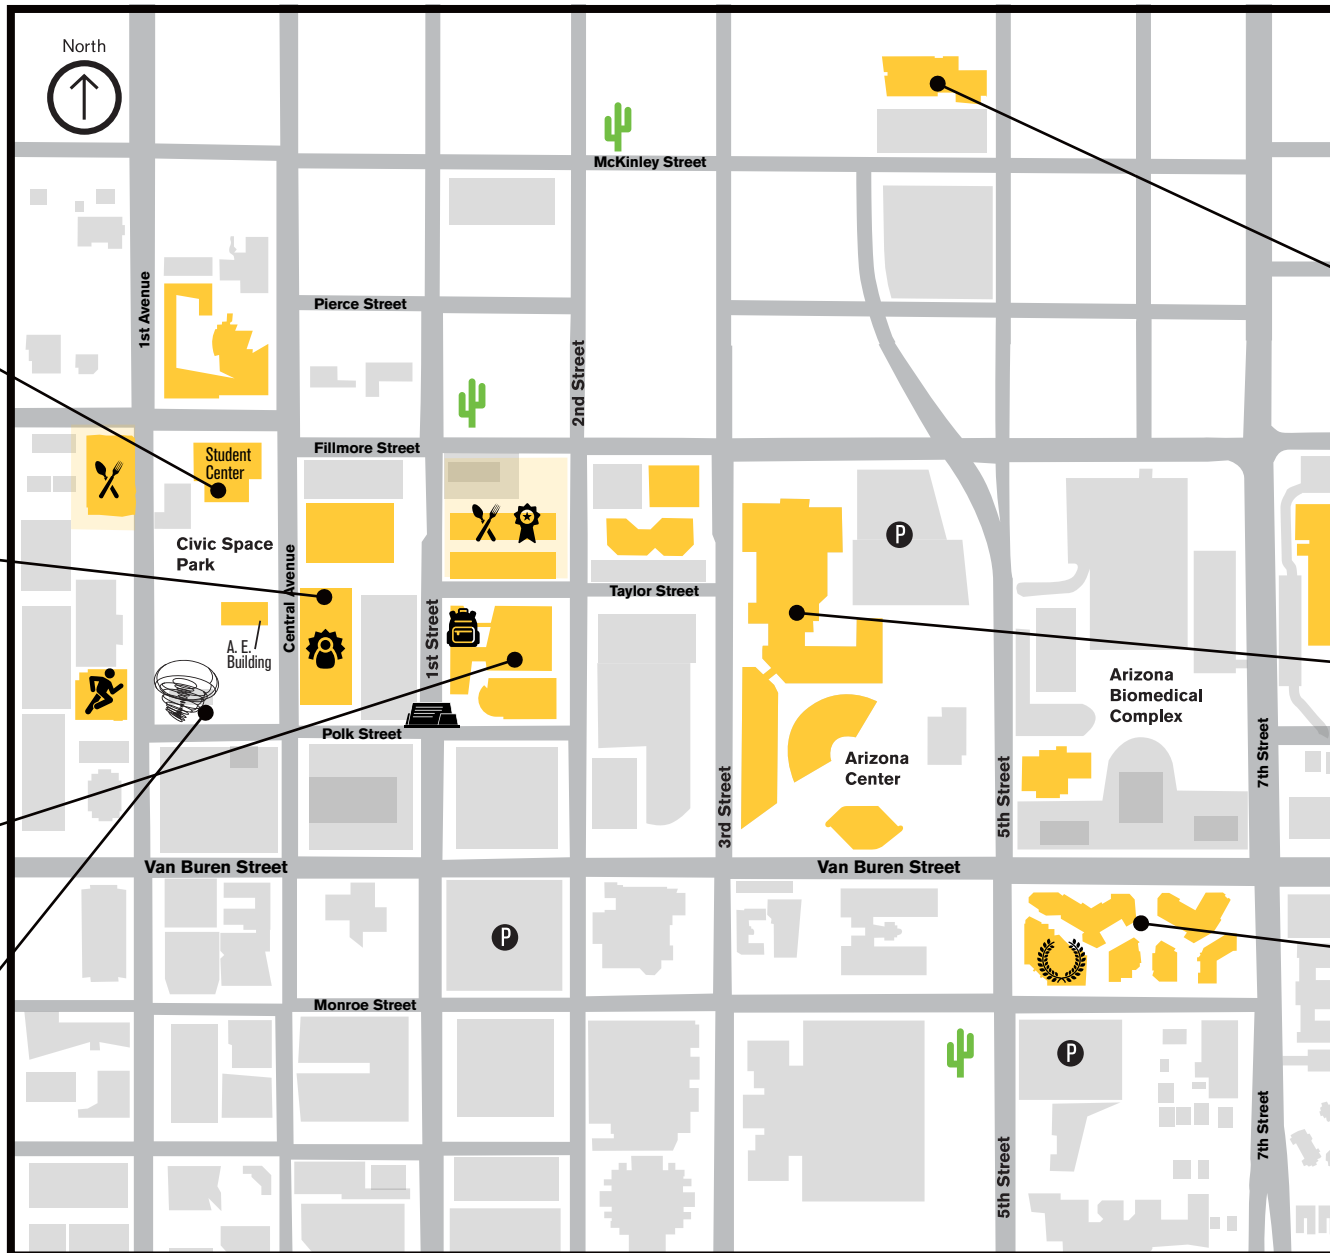 North
McKinley Street
1st Avenue
Pierce Street
2nd Street
Fillmore Street
Student
Center
Civic Space
Park
Central Avenue
P
Taylor Street
1st Street
A. E.
Building
Arizona
Biomedical
Complex
Polk Street
Arizona
Center
3rd Street
5th Street
7th Street
Van Buren Street
Van Buren Street
P
Monroe Street
P
5th Street
7th Street